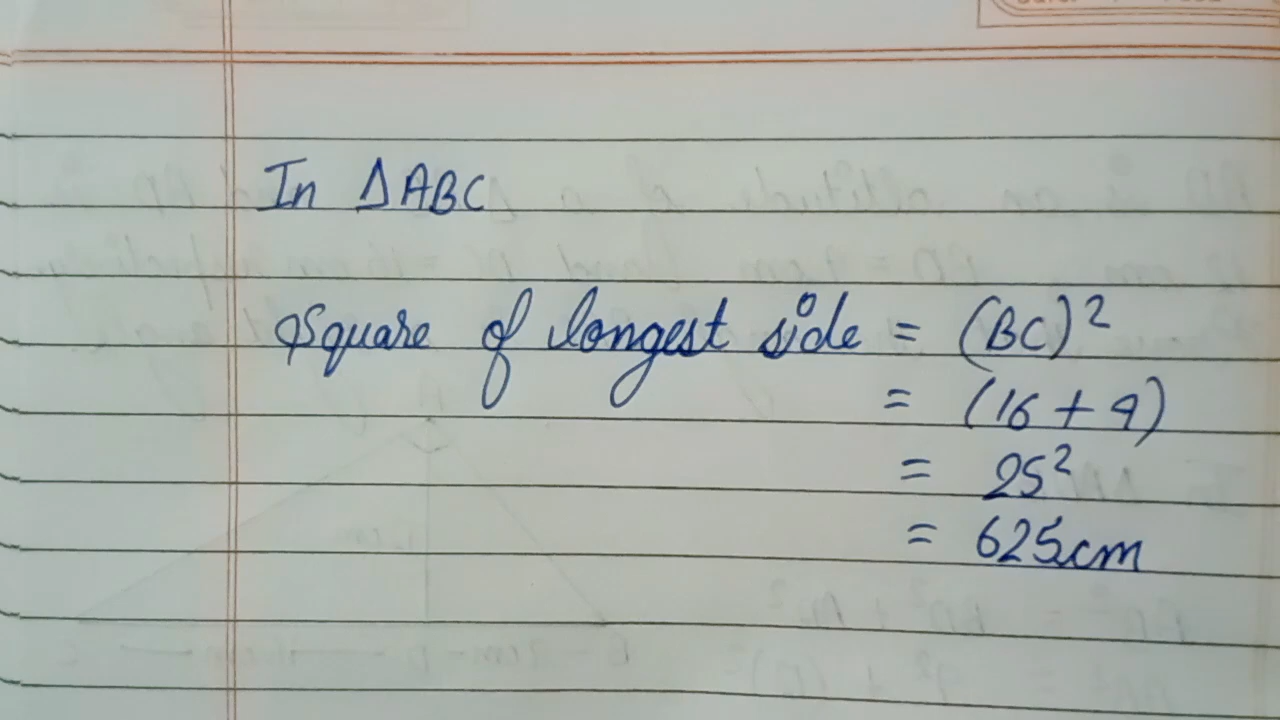 In ΔABC
Square of longest side = (BC)²
= (16 + 9)
= 25²
= 625cm